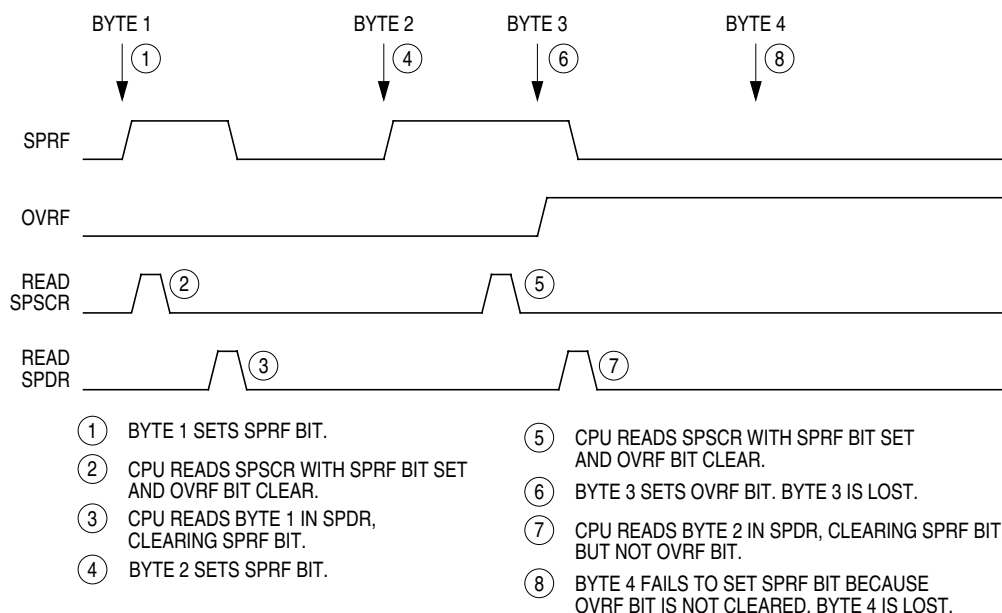 BYTE 1 BYTE 2 BYTE 3 BYTE 4
1 4 6 8
SPRF
OVRF
READ
SPSCR
2 5
READ
SPDR
3 7
1 BYTE 1 SETS SPRF BIT.
2 CPU READS SPSCR WITH SPRF BIT SET
AND OVRF BIT CLEAR.
3 CPU READS BYTE 1 IN SPDR,
CLEARING SPRF BIT.
4 BYTE 2 SETS SPRF BIT.
5 CPU READS SPSCR WITH SPRF BIT SET
AND OVRF BIT CLEAR.
6 BYTE 3 SETS OVRF BIT. BYTE 3 IS LOST.
7 CPU READS BYTE 2 IN SPDR, CLEARING SPRF BIT
BUT NOT OVRF BIT.
8 BYTE 4 FAILS TO SET SPRF BIT BECAUSE
OVRF BIT IS NOT CLEARED. BYTE 4 IS LOST.